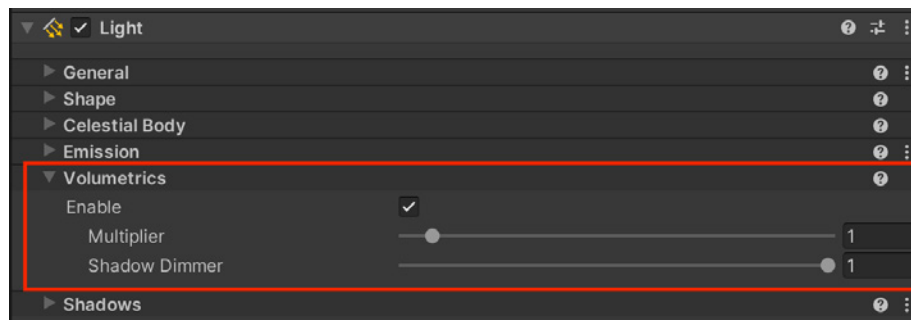 Light
General
Shape
Celestial Body
Emission
Volumetrics
Enable
Multiplier 1
Shadow Dimmer 1
Shadows